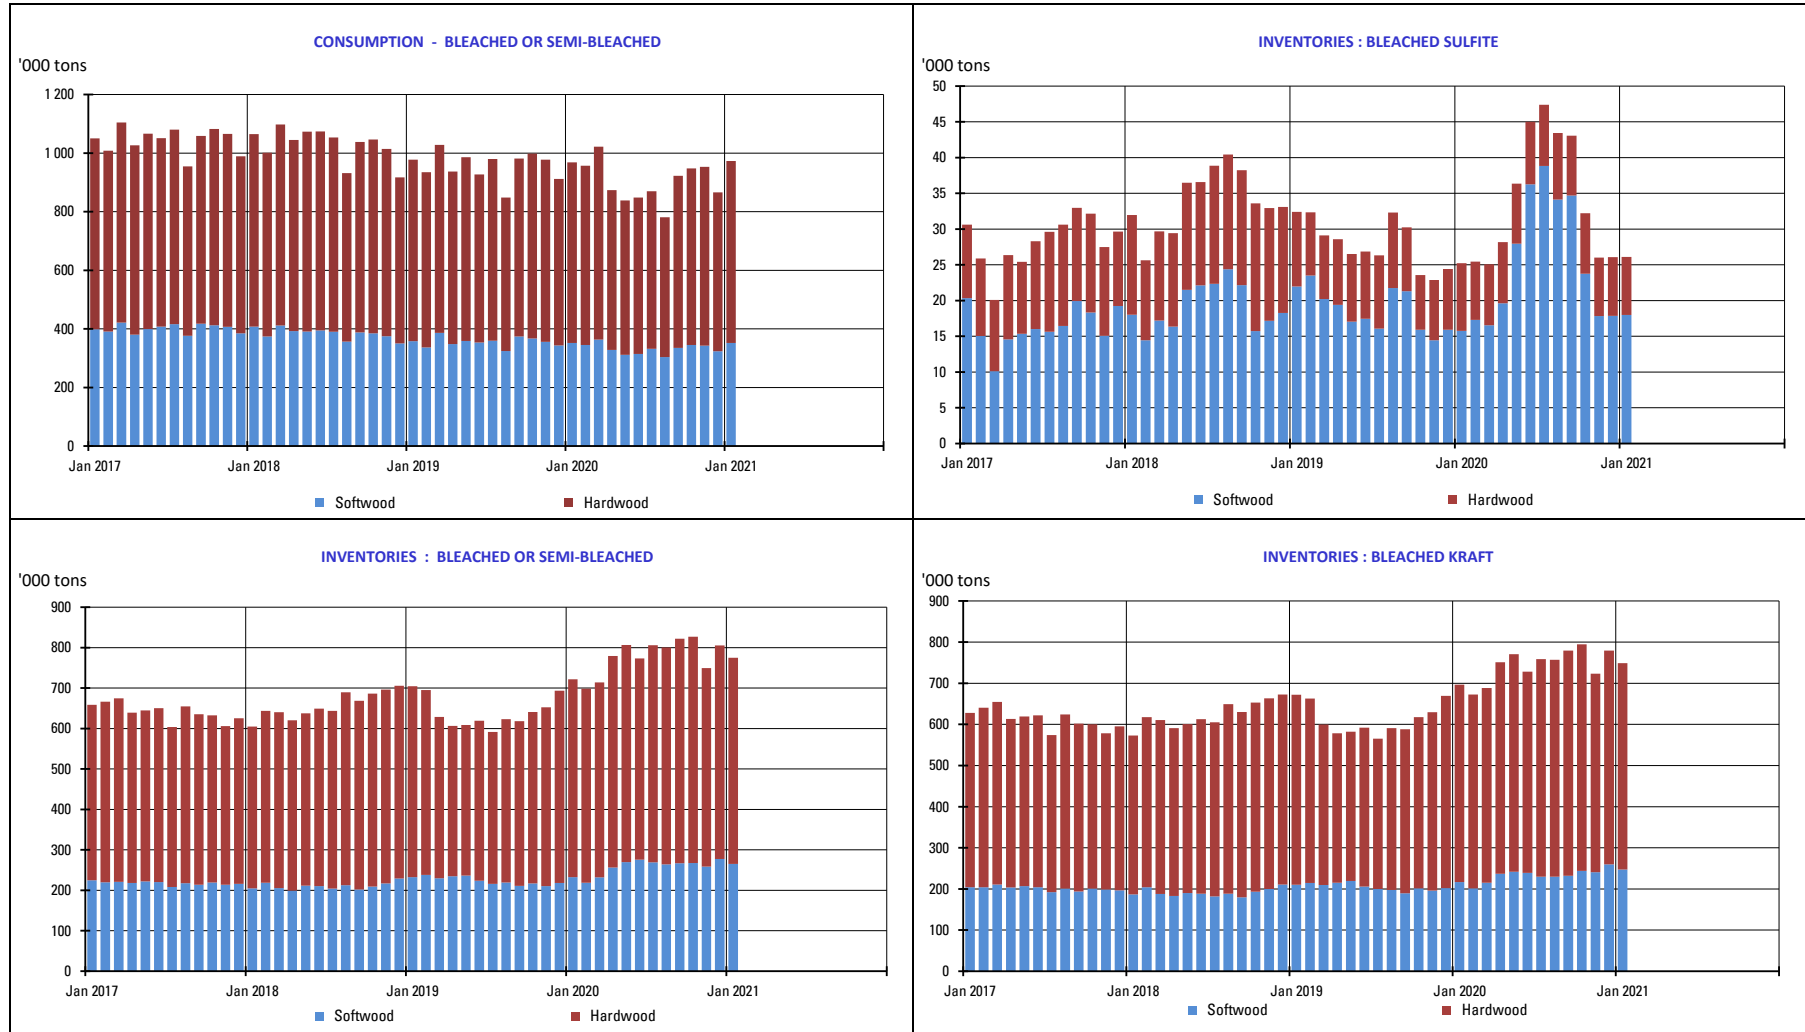 CONSUMPTION - BLEACHED OR SEMI-BLEACHED
'000 tons
1 200
1 000
800
600
400
200
0
Jan 2017 Jan 2018 Jan 2019 Jan 2020 Jan 2021
Softwood Hardwood
INVENTORIES : BLEACHED SULFITE
'000 tons
50
45
40
35
30
25
20
15
10
5
0
Jan 2017 Jan 2018 Jan 2019 Jan 2020 Jan 2021
Softwood Hardwood
INVENTORIES : BLEACHED OR SEMI-BLEACHED
'000 tons
900
800
700
600
500
400
300
200
100
0
Jan 2017 Jan 2018 Jan 2019 Jan 2020 Jan 2021
Softwood Hardwood
INVENTORIES : BLEACHED KRAFT
'000 tons
900
800
700
600
500
400
300
200
100
0
Jan 2017 Jan 2018 Jan 2019 Jan 2020 Jan 2021
Softwood Hardwood